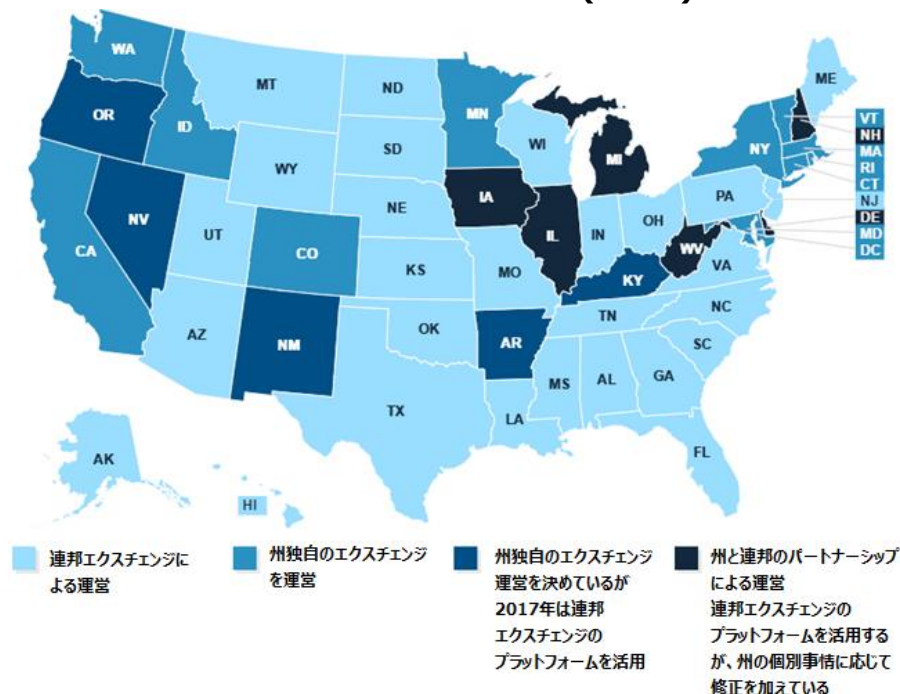 WA
MT
ND
MN
ME
OR
ID
SD
WI
MI
NY
VT
NH
MA
RI
CT
NJ
DE
MD
DC
WY
NE
IA
PA
NV
UT
CO
IL
IN
OH
WV
VA
CA
KS
MO
KY
NC
AZ
NM
OK
AR
TN
SC
TX
LA
MS
AL
GA
FL
AK
HI
連邦エクスチェンジに
よる運営
州独自のエクスチェンジ
を運営
州独自のエクスチェンジ
運営を決めているが
2017年は連邦
エクスチェンジの
プラットフォームを活用
州と連邦のパートナーシップ
による運営
連邦エクスチェンジの
プラットフォームを活用する
が、州の個別事情に応じて
修正を加えている